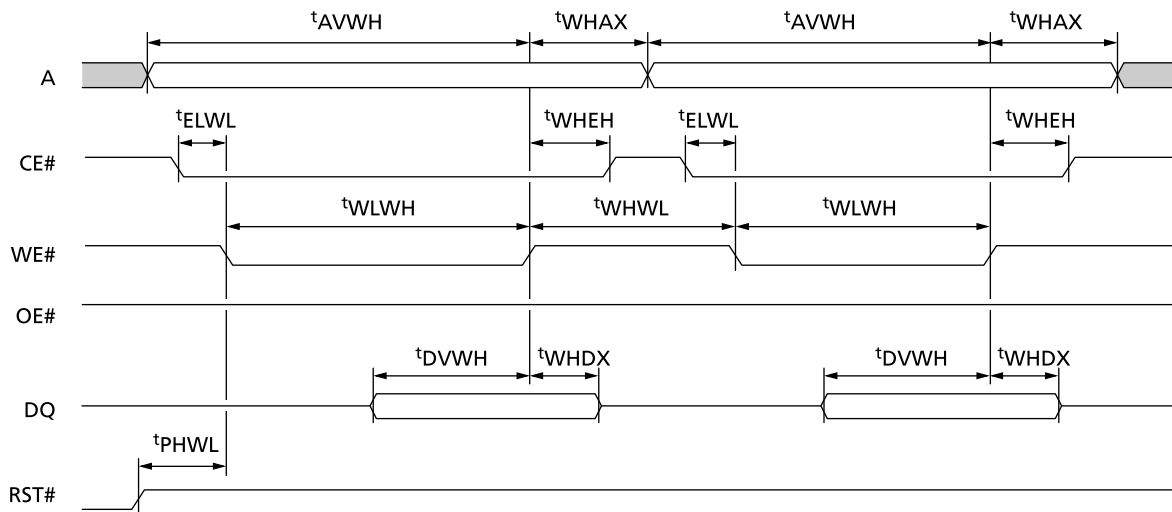 tAVWH tWHAX tAVWH tWHAX
A
tELWL tWHEH tELWL tWHEH
CE#
tWLWH tWHWL tWLWH
WE#
OE#
tDVWH tWHDX tDVWH tWHDX
DQ
tPHWL
RST#